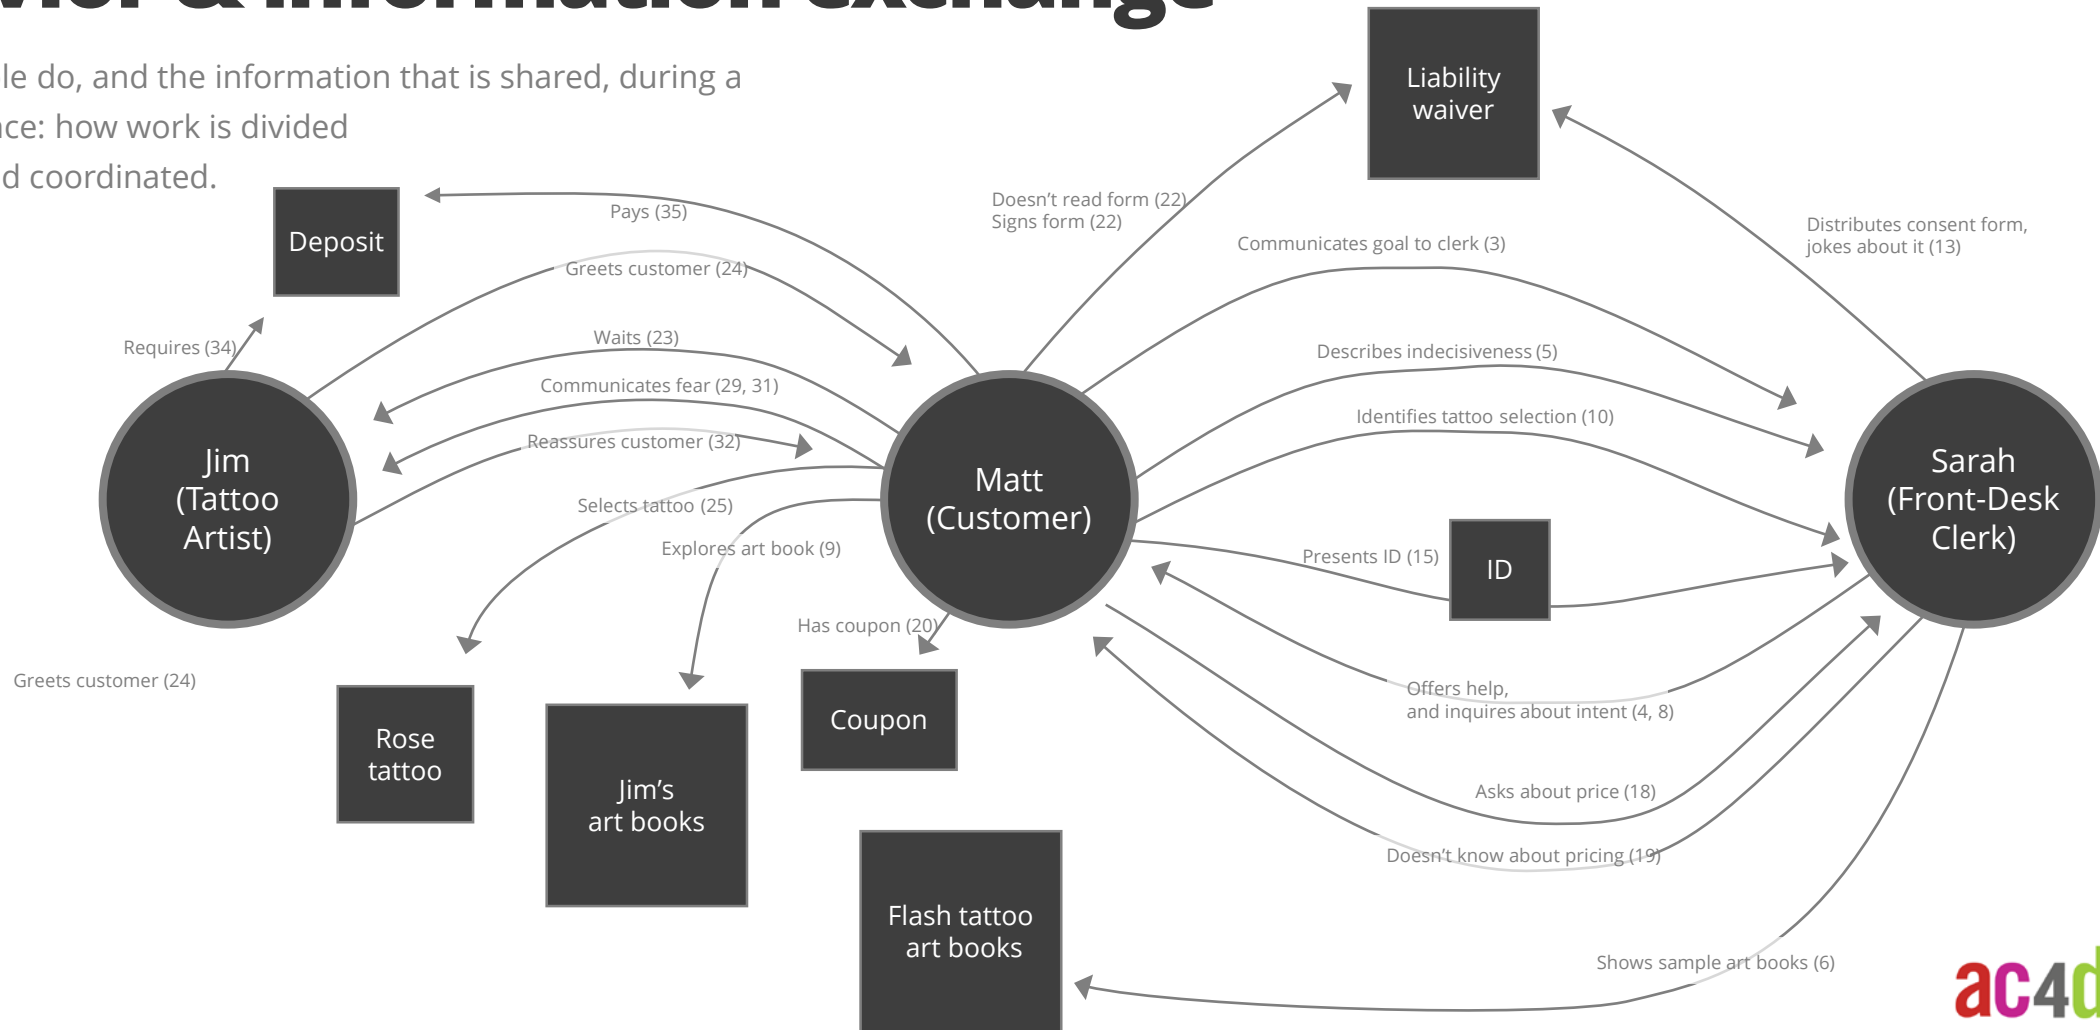 Information exchange
le do, and the information that is shared, during a
ce: how work is divided
d coordinated.
Liability
waiver
Deposit
Pays (35)
Doesn't read form (22)
Signs form (22)
Distributes consent form,
jokes about it (13)
Communicates goal to clerk (3)
Greets customer (24)
Requires (34)
Waits (23)
Describes indecisiveness (5)
Communicates fear (29, 31)
Identifies tattoo selection (10)
Reassures customer (32)
Jim
(Tattoo
Artist)
Matt
(Customer)
Sarah
(Front-Desk
Clerk)
Selects tattoo (25)
Explores art book (9)
Presents ID (15)
ID
Has coupon (20)
Greets customer (24)
Offers help,
and inquires about intent (4, 8)
Rose
tattoo
Jim's
art books
Coupon
Asks about price (18)
Doesn't know about pricing (19)
Flash tattoo
art books
Shows sample art books (6)
ac4d